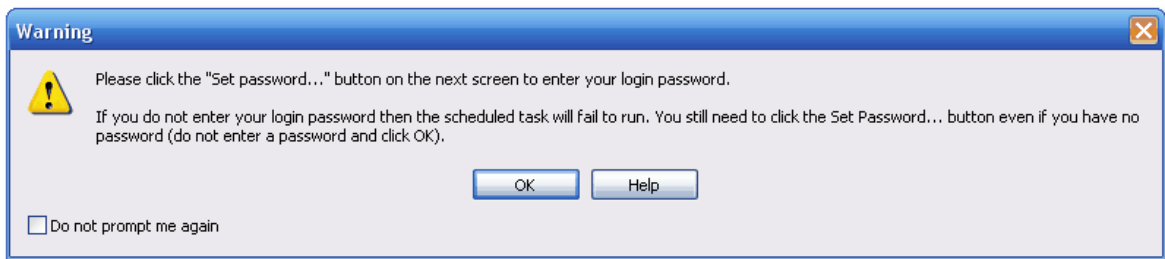 Warning
Please click the "Set password..." button on the next screen to enter your login password.
If you do not enter your login password then the scheduled task will fail to run. You still need to click the Set Password... button even if you have no
password (do not enter a password and click OK).
OK Help
Do not prompt me again